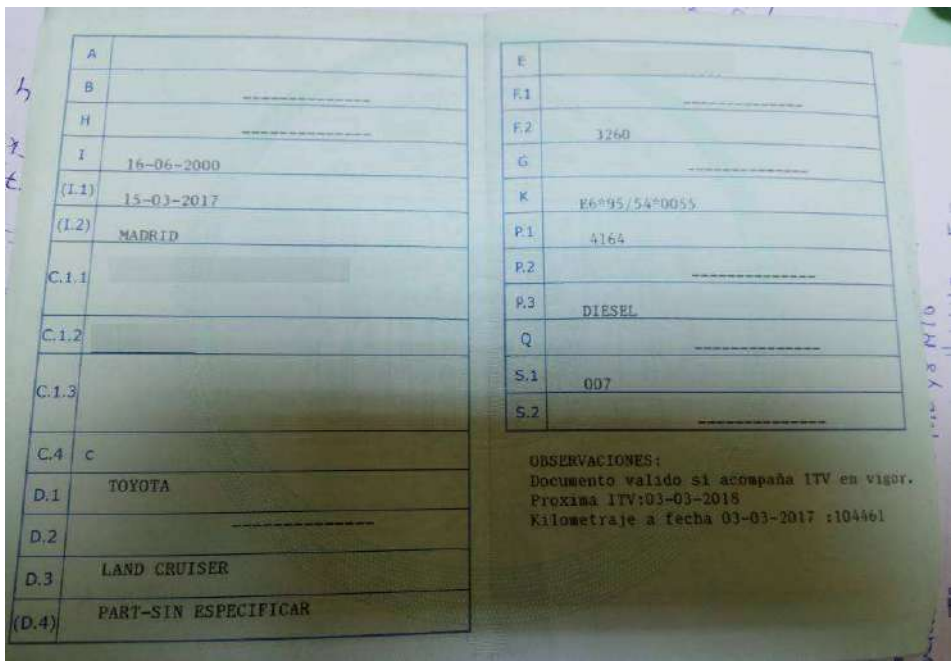 A
B --------------
H --------------
I 16-06-2000
(I.1) 15-03-2017
(I.2) MADRID
C.1.1
C.1.2
C.1.3
C.4 c
D.1 TOYOTA
D.2 --------------
D.3 LAND CRUISER
(D.4) PART-SIN ESPECIFICAR
E
F.1 --------------
F.2 3260
G --------------
K E6*95/54*0055
P.1 4164
P.2 --------------
P.3 DIESEL
Q --------------
S.1 007
S.2 --------------
OBSERVACIONES:
Documento valido si acompaña ITV en vigor.
Proxima ITV:03-03-2018
Kilometraje a fecha 03-03-2017 :104461